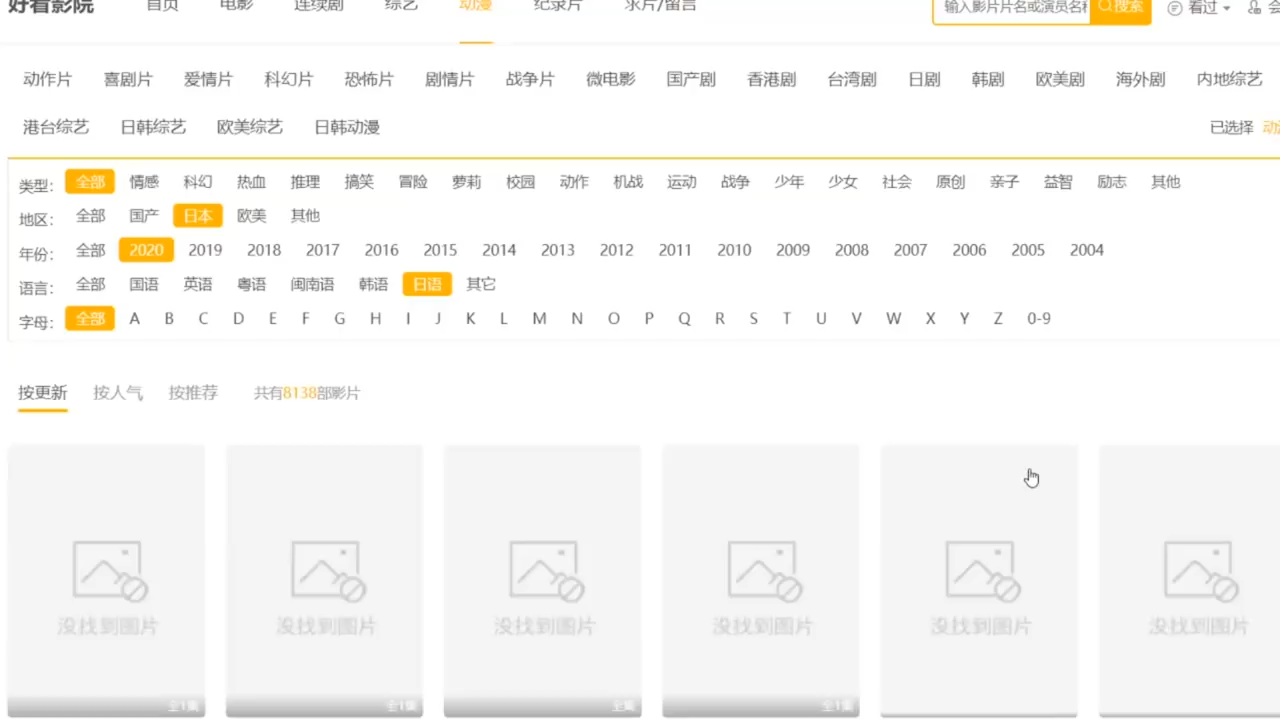 好看影院 首页 电影 连续剧 综艺 动漫 纪录片 求片/留言 输入影片片名或演员名称 搜索 看过
动作片 喜剧片 爱情片 科幻片 恐怖片 剧情片 战争片 微电影 国产剧 香港剧 台湾剧 日剧 韩剧 欧美剧 海外剧 内地综艺
港台综艺 日韩综艺 欧美综艺 日韩动漫 已选择
类型: 全部 情感 科幻 热血 推理 搞笑 冒险 萝莉 校园 动作 机战 运动 战争 少年 少女 社会 原创 亲子 益智 励志 其他
地区: 全部 国产 日本 欧美 其他
年份: 全部 2020 2019 2018 2017 2016 2015 2014 2013 2012 2011 2010 2009 2008 2007 2006 2005 2004
语言: 全部 国语 英语 粤语 闽南语 韩语 日语 其它
字母: 全部 A B C D E F G H I J K L M N O P Q R S T U V W X Y Z 0-9
按更新 按人气 按推荐 共有8138部影片
没找到图片 没找到图片 没找到图片 没找到图片 没找到图片 没找到图片
全1集 全1集 全集 全1集